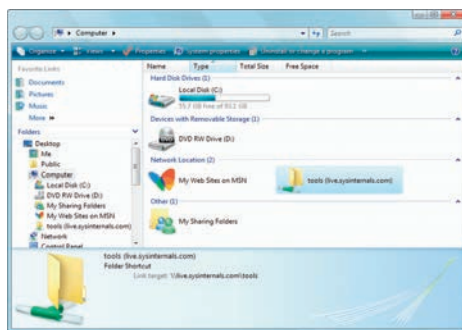 Computer
Search
Organize Views Properties System properties Uninstall or change a program
Favorite Links
Documents
Pictures
Music
More »
Folders
Desktop
Me
Public
Computer
Local Disk (C:)
DVD RW Drive (D:)
My Sharing Folders
My Web Sites on MSN
tools (live.sysinternals.com)
Network
Control Panel
Name Type Total Size Free Space
Hard Disk Drives (1)
Local Disk (C:)
Devices with Removable Storage (1)
DVD RW Drive (D:)
Network Location (2)
My Web Sites on MSN
tools (live.sysinternals.com)
Other (1)
My Sharing Folders
tools (live.sysinternals.com)
Folder Shortcut
Link target: \\live.sysinternals.com\tools